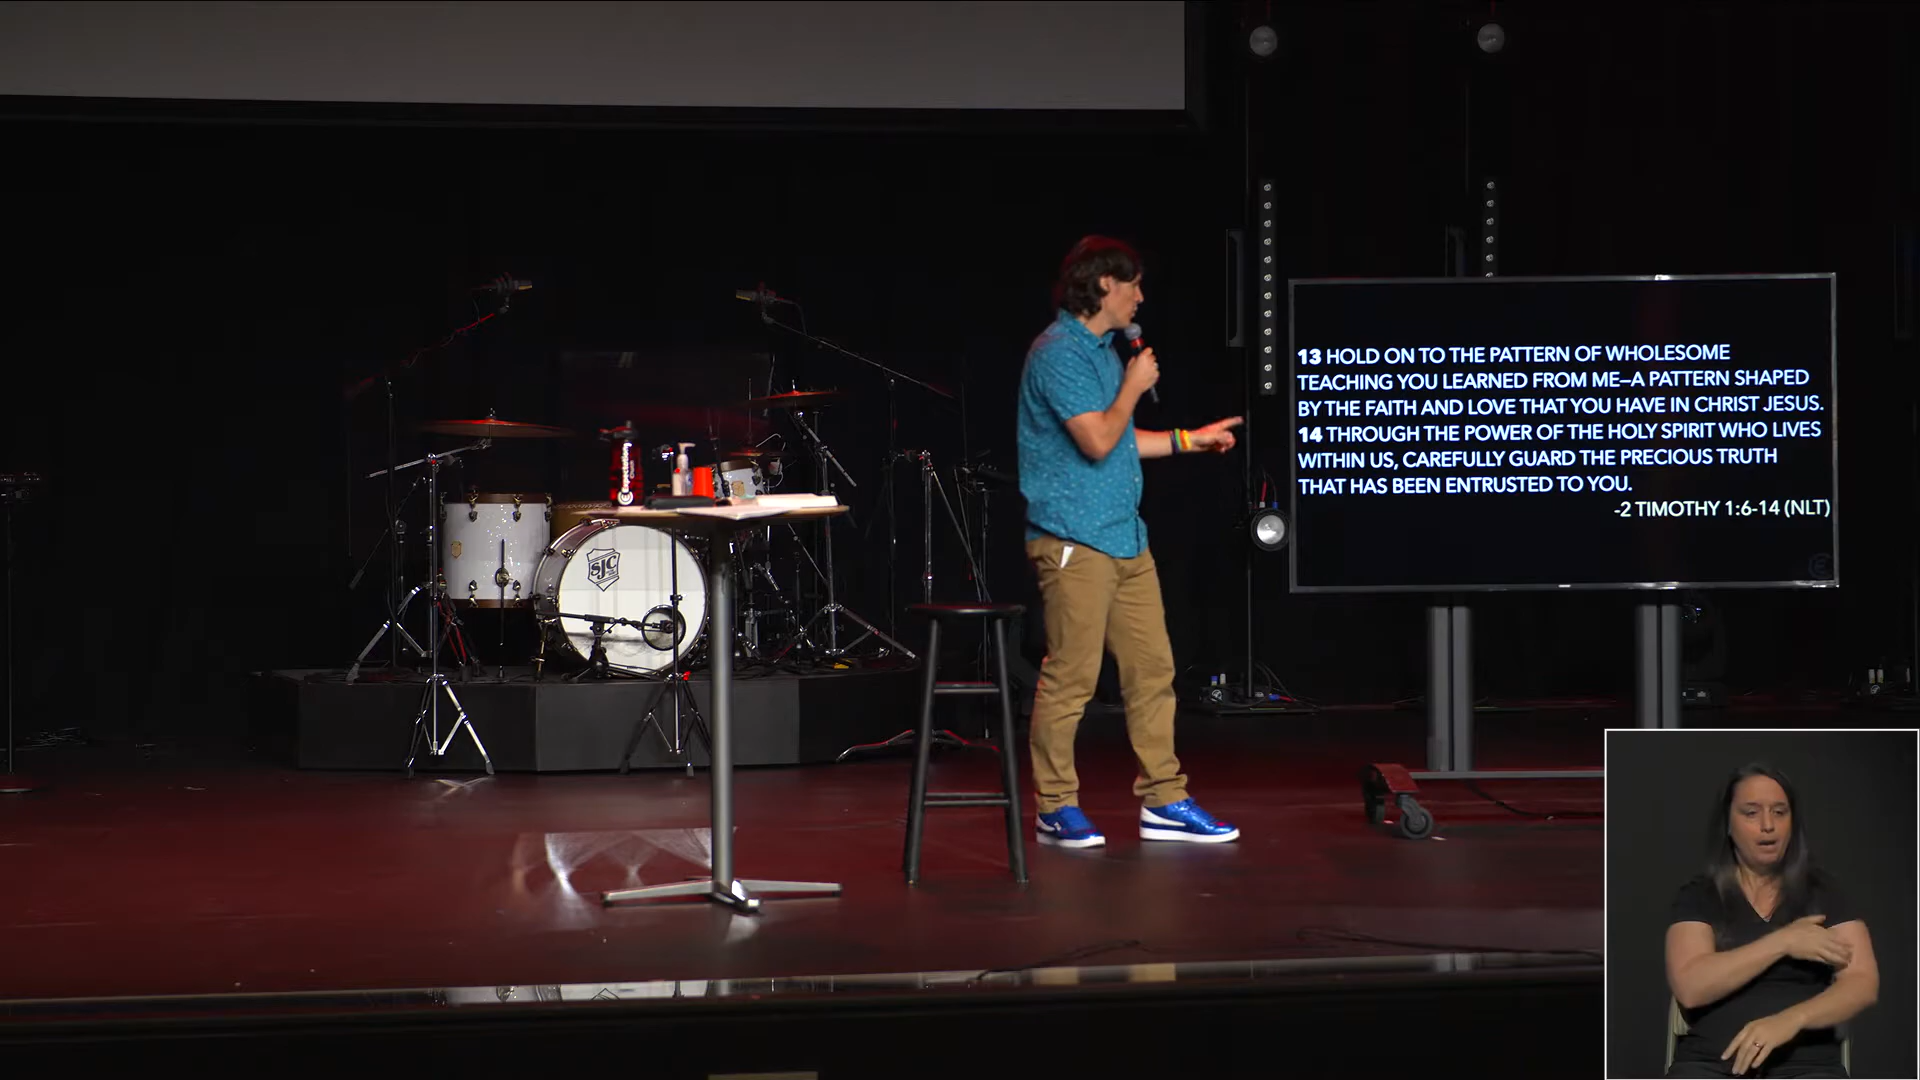 13 HOLD ON TO THE PATTERN OF WHOLESOME
TEACHING YOU LEARNED FROM ME—A PATTERN SHAPED
BY THE FAITH AND LOVE THAT YOU HAVE IN CHRIST JESUS.
14 THROUGH THE POWER OF THE HOLY SPIRIT WHO LIVES
WITHIN US, CAREFULLY GUARD THE PRECIOUS TRUTH
THAT HAS BEEN ENTRUSTED TO YOU.
-2 TIMOTHY 1:6-14 (NLT)
Expectation
Church
SJC